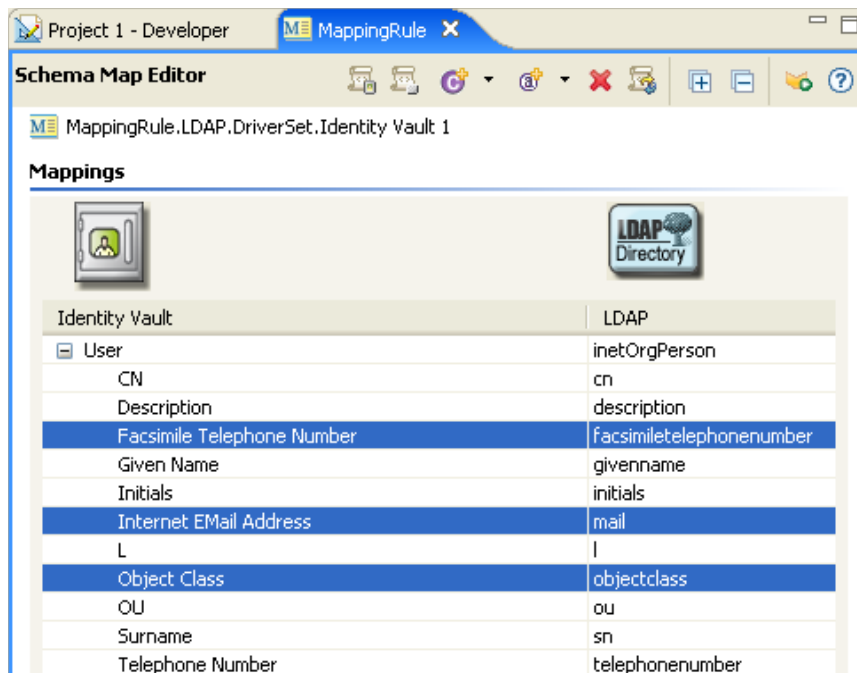 Project 1 - Developer MappingRule
Schema Map Editor
MappingRule.LDAP.DriverSet.Identity Vault 1
Mappings
LDAP
Directory
Identity Vault LDAP
User inetOrgPerson
CN cn
Description description
Facsimile Telephone Number facsimiletelephonenumber
Given Name givenname
Initials initials
Internet EMail Address mail
L l
Object Class objectclass
OU ou
Surname sn
Telephone Number telephonenumber